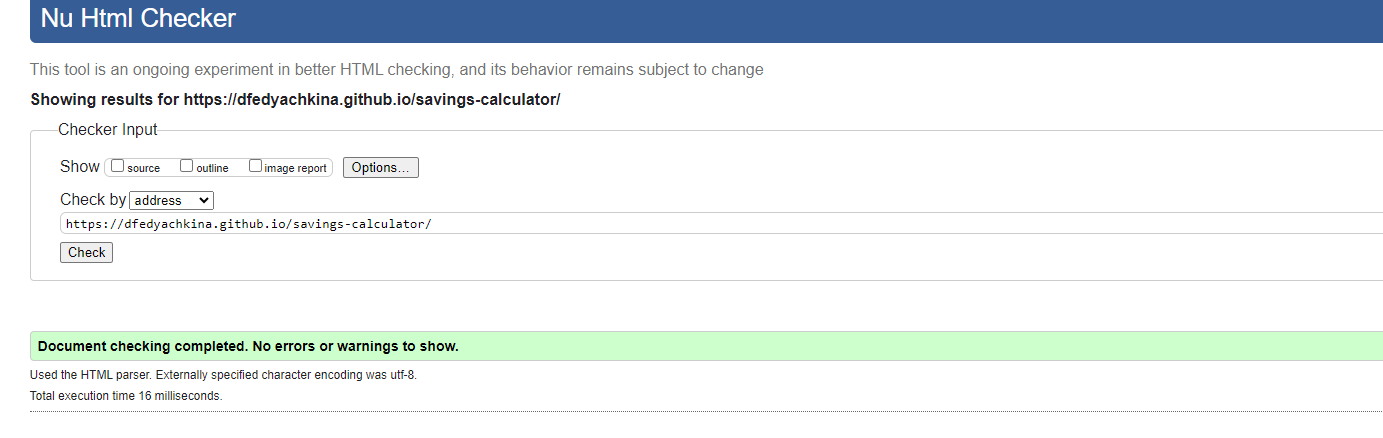 Nu Html Checker
This tool is an ongoing experiment in better HTML checking, and its behavior remains subject to change
Showing results for https://dfedyachkina.github.io/savings-calculator/
Checker Input
Show source outline image report Options...
Check by address
https://dfedyachkina.github.io/savings-calculator/
Check
Document checking completed. No errors or warnings to show.
Used the HTML parser. Externally specified character encoding was utf-8.
Total execution time 16 milliseconds.